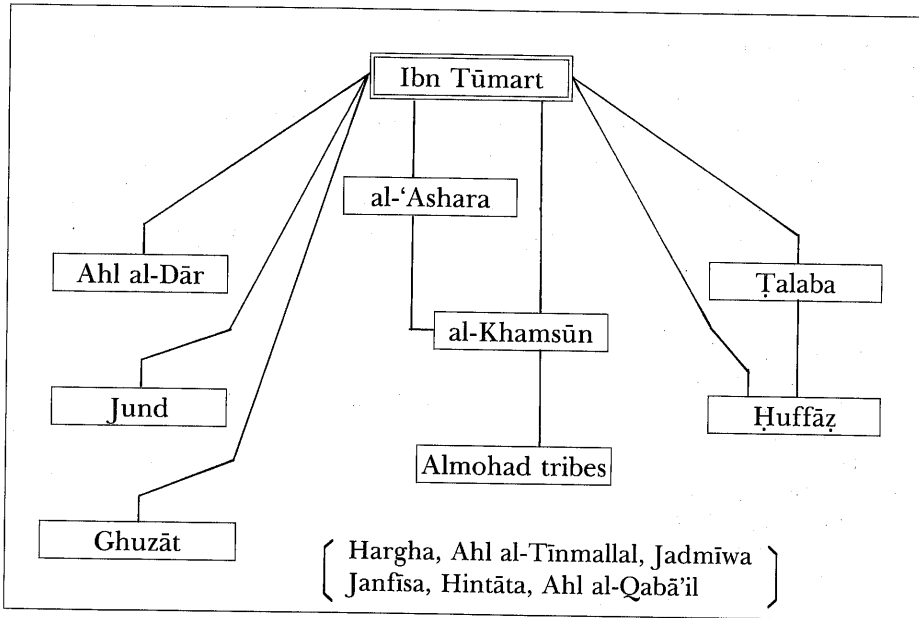 Ibn Tūmart
al-‘Ashara
Ahl al-Dār
Ṭalaba
al-Khamsūn
Jund
Ḥuffāẓ
Almohad tribes
Ghuzāt
Hargha, Ahl al-Tīnmallal, Jadmīwa
Janfīsa, Hintāta, Ahl al-Qabā’il